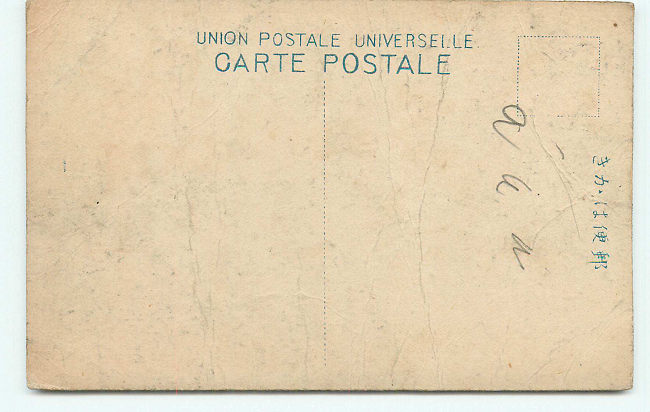 UNION POSTALE UNIVERSELLE
CARTE POSTALE
きかは便郵